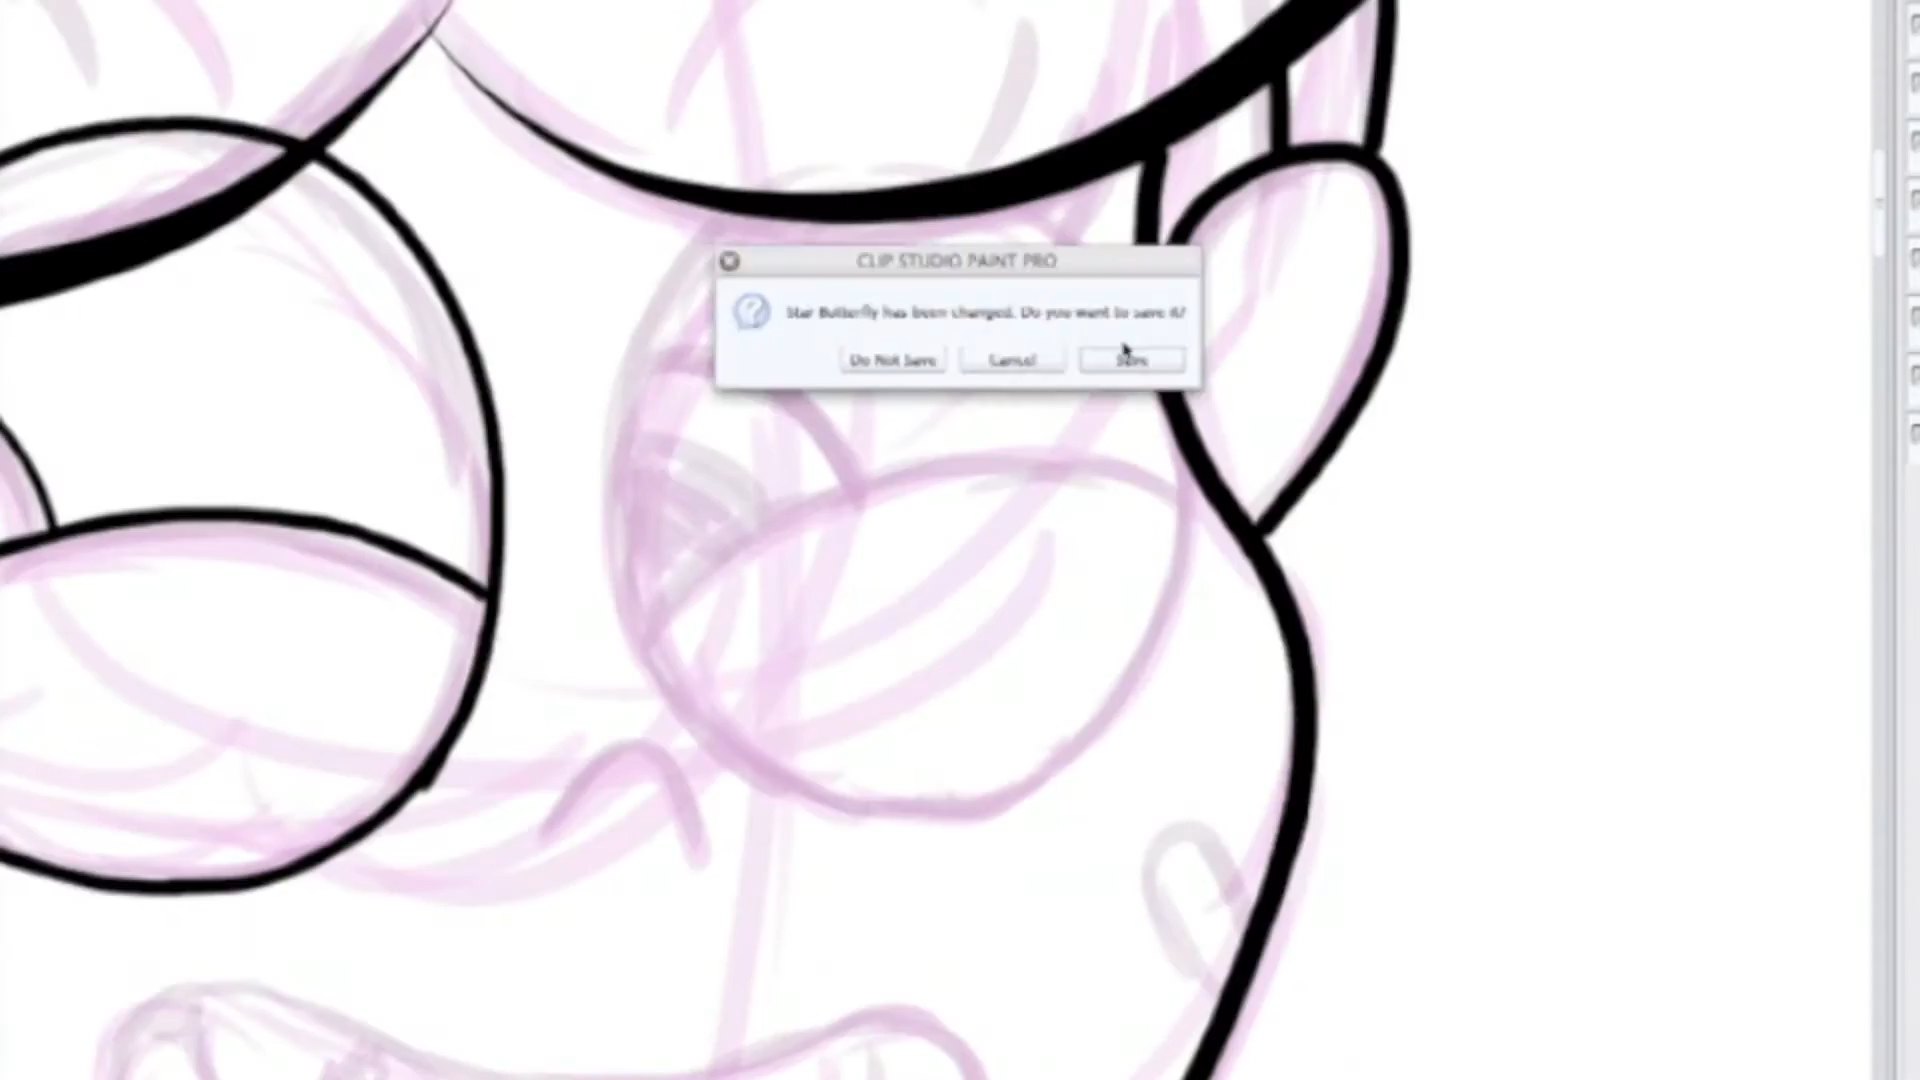 CLIP STUDIO PAINT PRO
Star Butterfly has been changed. Do you want to save it?
Do Not Save
Cancel
Save